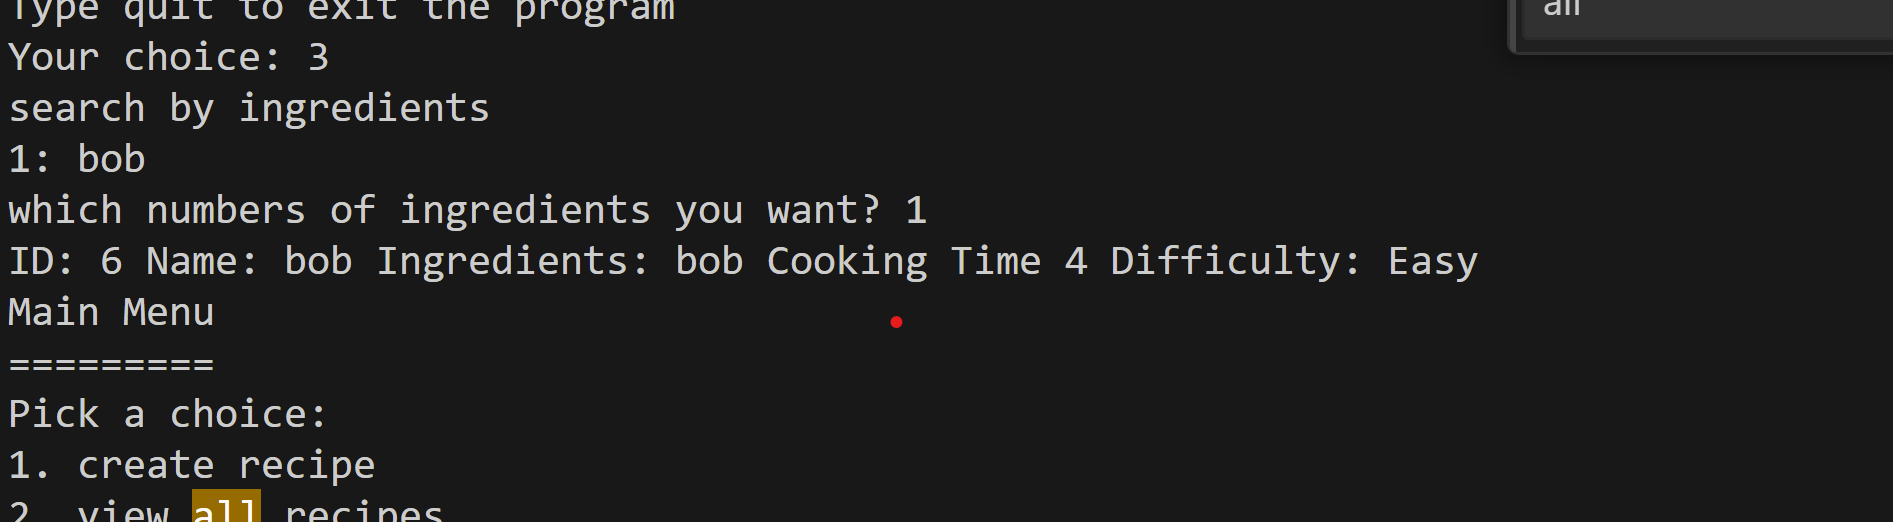 Type quit to exit the program
all
Your choice: 3
search by ingredients
1: bob
which numbers of ingredients you want? 1
ID: 6 Name: bob Ingredients: bob Cooking Time 4 Difficulty: Easy
Main Menu
=========
Pick a choice:
1. create recipe
2. view all recipes